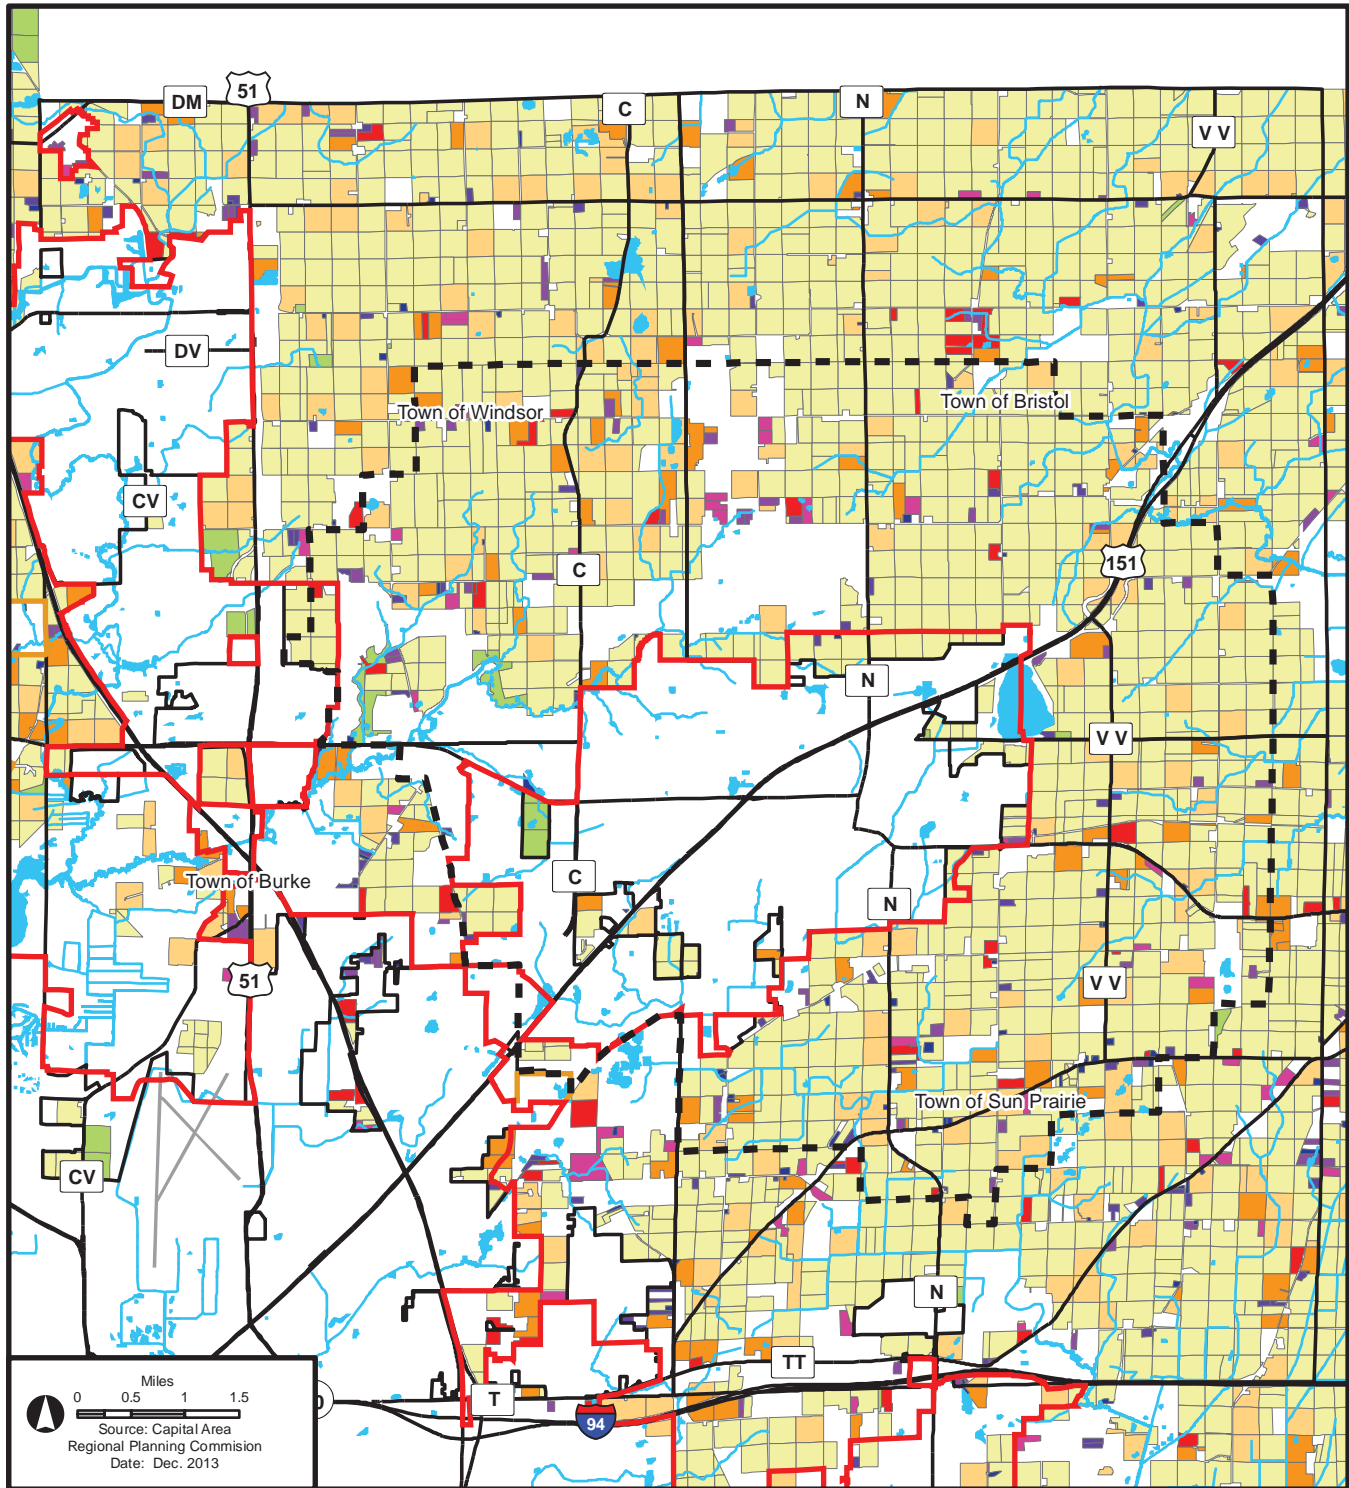 DM
51
C
N
V V
DV
Town of Windsor
Town of Bristol
CV
C
151
N
V V
Town of Burke
C
N
51
V V
Town of Sun Prairie
CV
N
TT
T
94
Miles
0 0.5 1 1.5
Source: Capital Area
Regional Planning Commision
Date: Dec. 2013